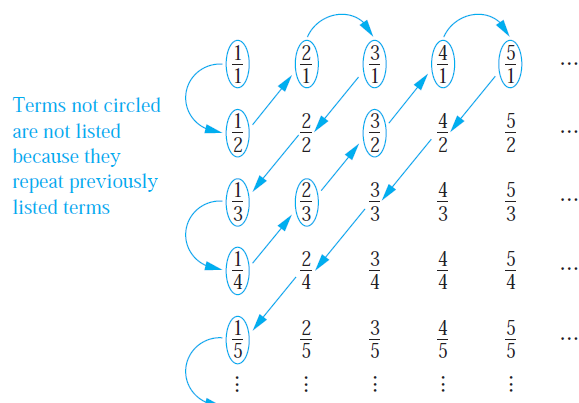 1/1 2/1 3/1 4/1 5/1 ...
Terms not circled
are not listed
because they
repeat previously
listed terms
1/2 2/2 3/2 4/2 5/2 ...
1/3 2/3 3/3 4/3 5/3 ...
1/4 2/4 3/4 4/4 5/4 ...
1/5 2/5 3/5 4/5 5/5 ...
⋮ ⋮ ⋮ ⋮ ⋮